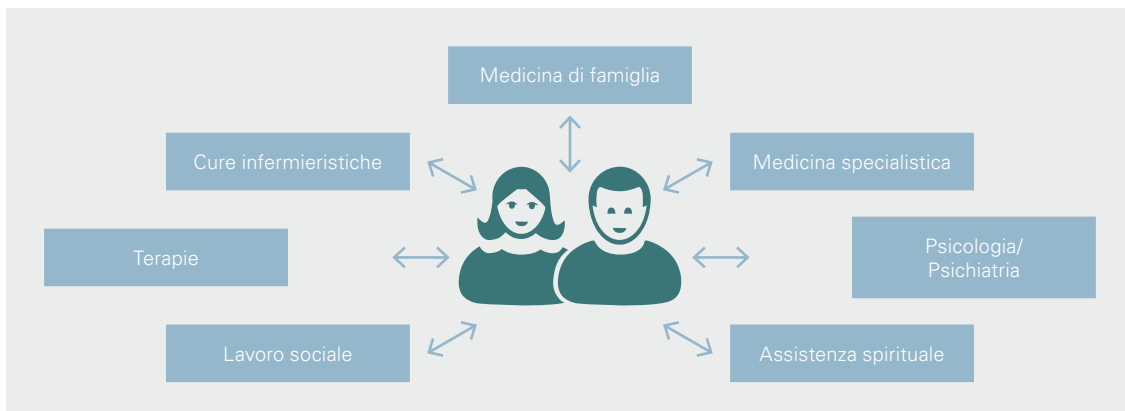 Medicina di famiglia
Cure infermieristiche
Medicina specialistica
Terapie
Psicologia/
Psichiatria
Lavoro sociale
Assistenza spirituale